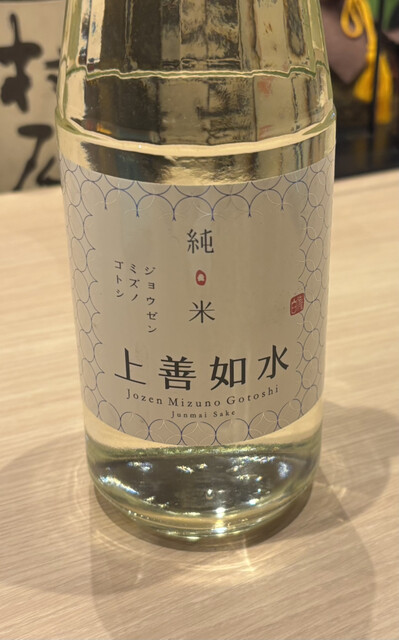 純米
ジョウゼン
ミズノ
ゴトシ
上善如水
Jozen Mizuno Gotoshi
Junmai Sake